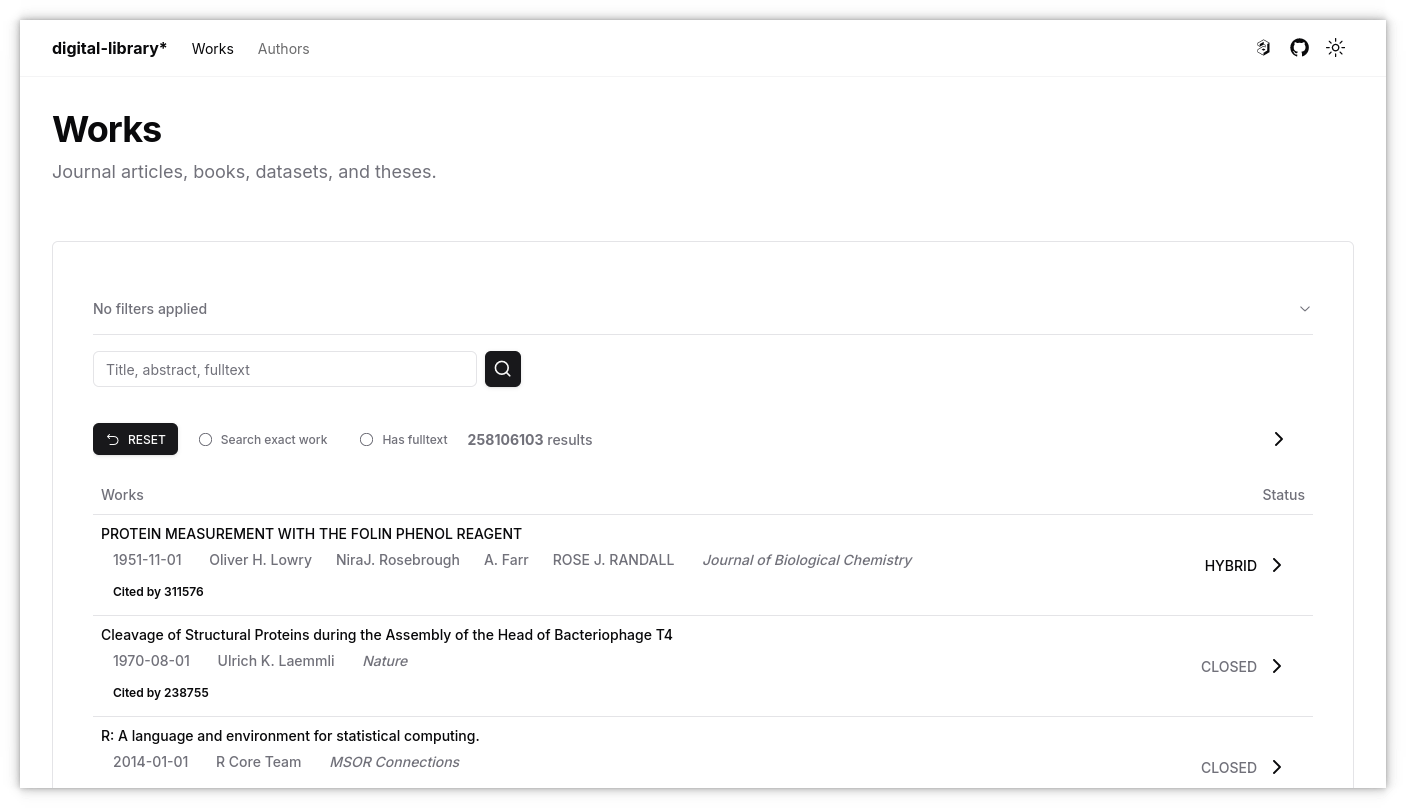 digital-library* Works Authors
Works
Journal articles, books, datasets, and theses.
No filters applied
Title, abstract, fulltext
RESET Search exact work Has fulltext 258106103 results
Works Status
PROTEIN MEASUREMENT WITH THE FOLIN PHENOL REAGENT
1951-11-01 Oliver H. Lowry NiraJ. Rosebrough A. Farr ROSE J. RANDALL Journal of Biological Chemistry
HYBRID
Cited by 311576
Cleavage of Structural Proteins during the Assembly of the Head of Bacteriophage T4
1970-08-01 Ulrich K. Laemmli Nature
CLOSED
Cited by 238755
R: A language and environment for statistical computing.
2014-01-01 R Core Team MSOR Connections
CLOSED